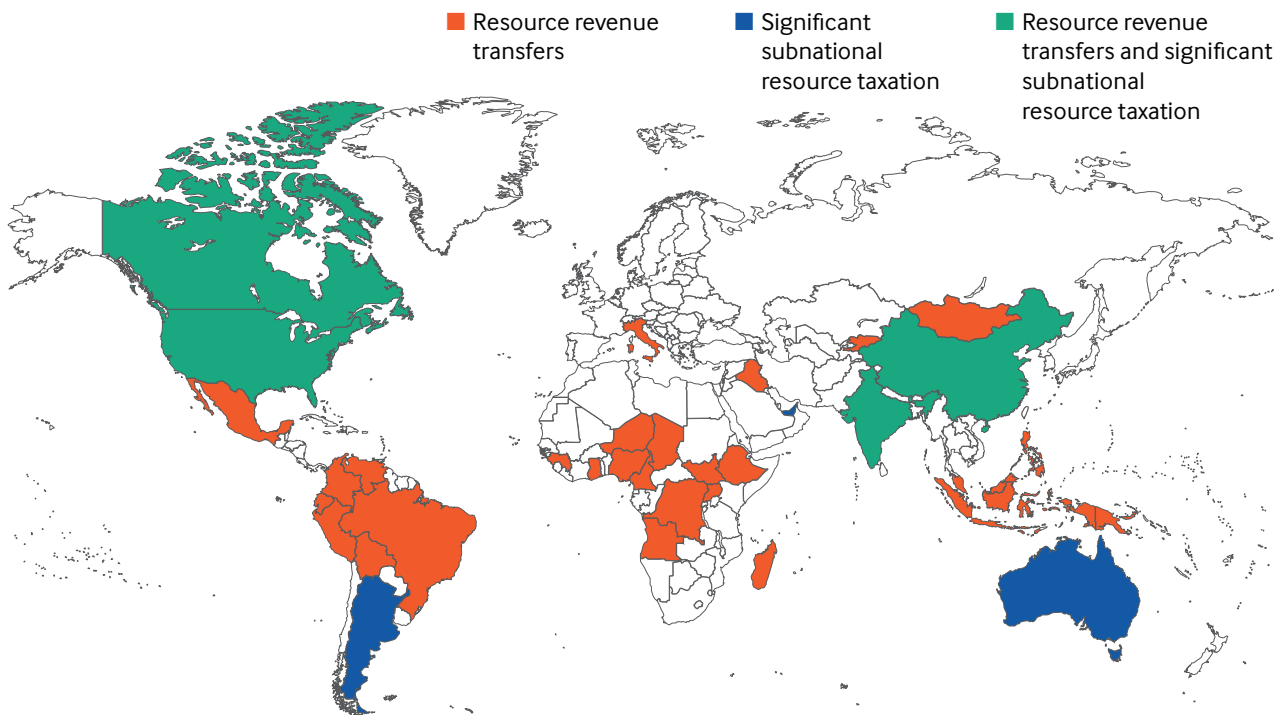 Resource revenue
transfers
Significant
subnational
resource taxation
Resource revenue
transfers and significant
subnational
resource taxation